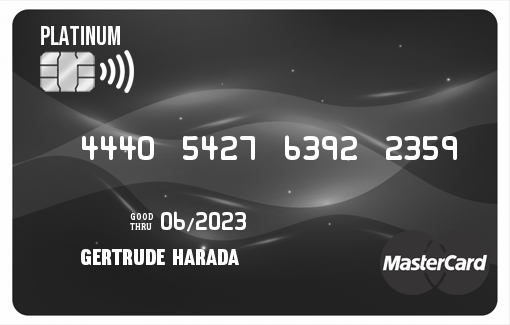 PLATINUM
4440 5427 6392 2359
GOOD THRU 06/2023
GERTRUDE HARADA
MasterCard